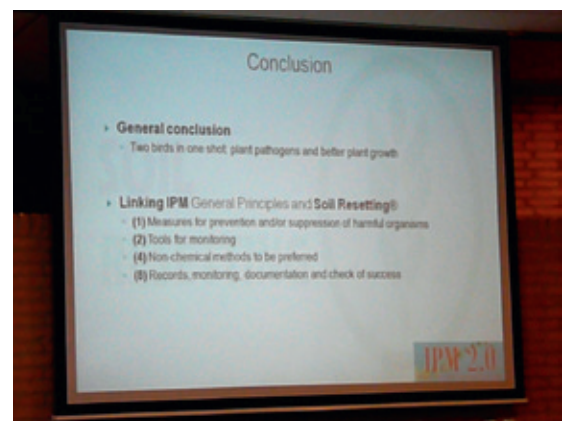 Conclusion
General conclusion
Two birds in one shot; plant pathogens and better plant growth
Linking IPM General Principles and Soil Resetting®
(1) Measures for prevention and/or suppression of harmful organisms
(2) Tools for monitoring
(4) Non-chemical methods to be preferred
(8) Records, monitoring, documentation and check of success
IPM 2.0